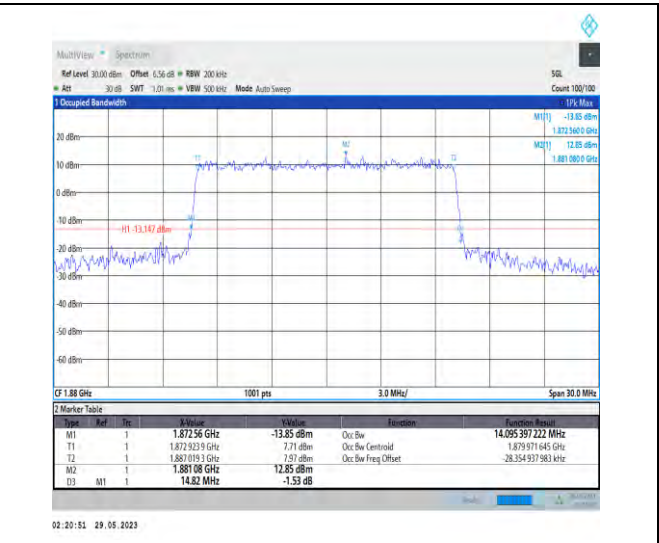 MultiView Spectrum
Ref Level 30.00 dBm Offset 6.56 dB RBW 200 kHz SGL
Att 30 dB SWT 1.01 ms VBW 500 kHz Mode Auto Sweep Count 100/100
1 Occupied Bandwidth 1Pk Max
M1[1] -13.85 dBm
1.872 560 0 GHz
20 dBm
M2[1] 12.85 dBm
M2
1.881 080 0 GHz
T1 T2
10 dBm
0 dBm
-10 dBm
M1
H1 -13.147 dBm
-20 dBm
-30 dBm
-40 dBm
-50 dBm
-60 dBm
CF 1.88 GHz 1001 pts 3.0 MHz/ Span 30.0 MHz
2 Marker Table
Type Ref Trc X-Value Y-Value Function Function Result
M1 1 1.872 56 GHz -13.85 dBm Occ Bw 14.095 397 222 MHz
T1 1 1.872 923 9 GHz 7.71 dBm Occ Bw Centroid 1.879 971 645 GHz
T2 1 1.887 019 3 GHz 7.97 dBm Occ Bw Freq Offset -28.354 937 983 kHz
M2 1 1.881 08 GHz 12.85 dBm
D3 M1 1 14.82 MHz -1.53 dB
02:20:51 29.05.2023